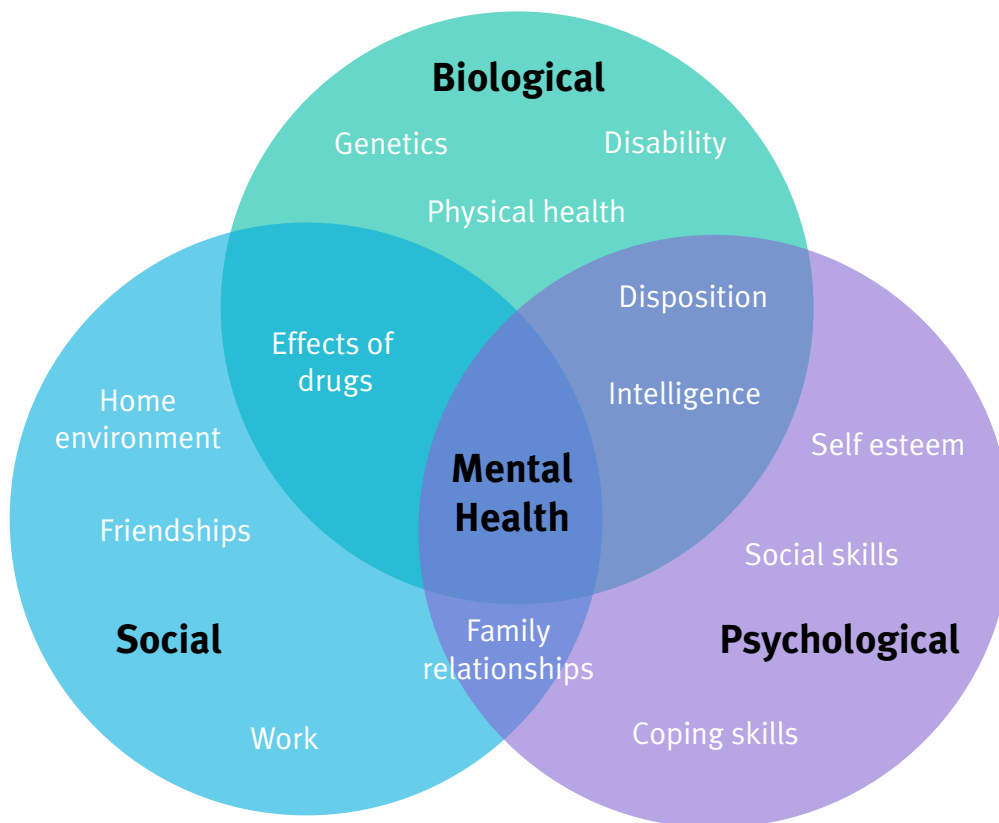 Biological
Genetics
Disability
Physical health
Disposition
Effects of
drugs
Intelligence
Home
environment
Self esteem
Mental
Health
Friendships
Social skills
Social
Family
relationships
Psychological
Work
Coping skills